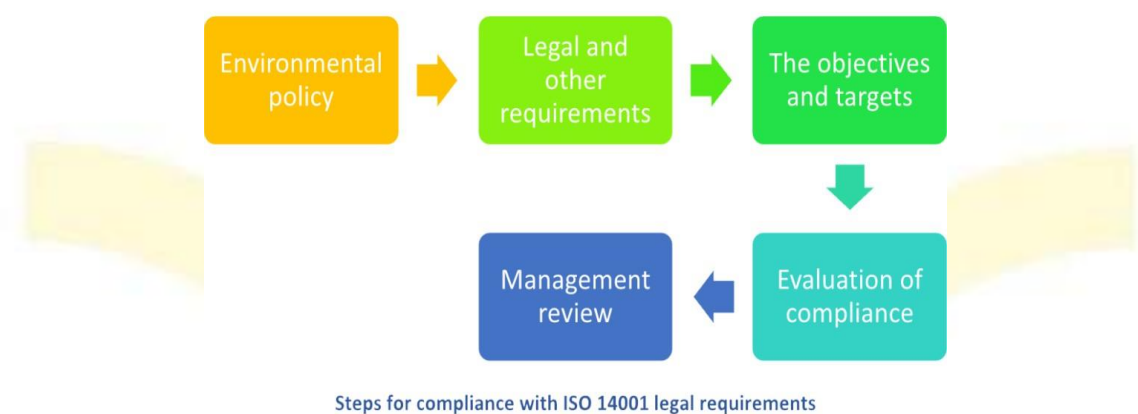 Environmental
policy
Legal and
other
requirements
The objectives
and targets
Evaluation of
compliance
Management
review
Steps for compliance with ISO 14001 legal requirements